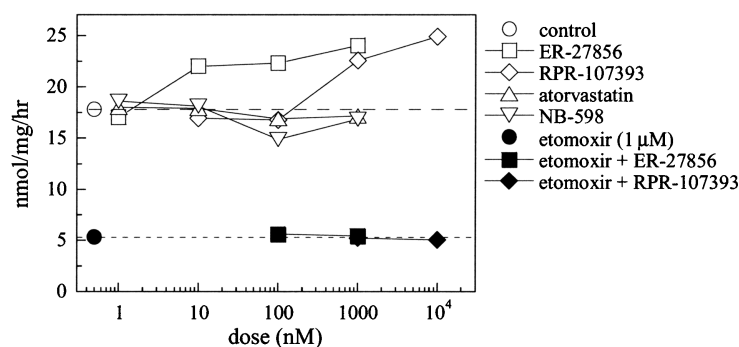 25
20
15
10
5
0
nmol/mg/hr
1 10 100 1000 10⁴
dose (nM)
control
ER-27856
RPR-107393
atorvastatin
NB-598
etomoxir (1 μM)
etomoxir + ER-27856
etomoxir + RPR-107393